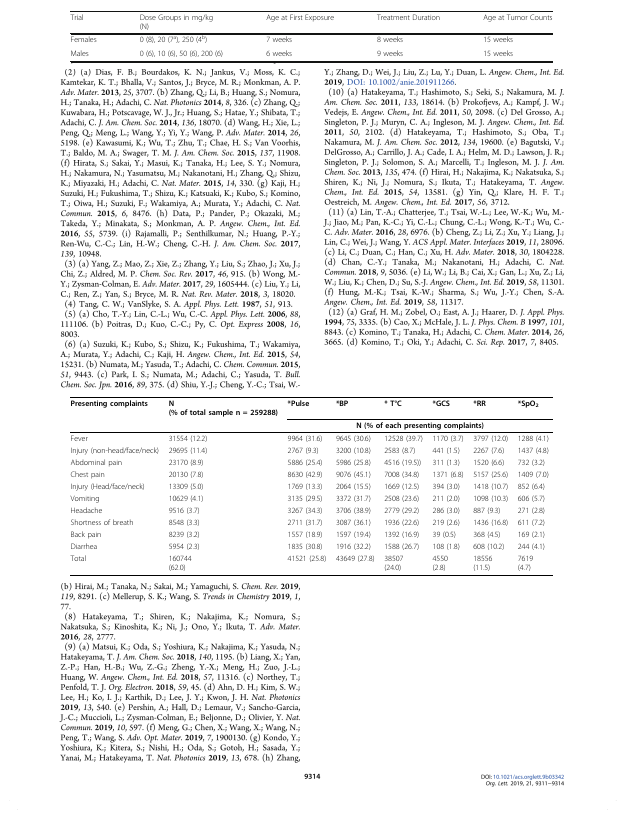 Trial Dose Groups in mg/kg (N) Age at First Exposure Treatment Duration Age at Tumor Counts
Females 0 (8), 20 (7ᵃ), 250 (4ᵇ) 7 weeks 8 weeks 15 weeks
Males 0 (6), 10 (6), 50 (6), 200 (6) 6 weeks 9 weeks 15 weeks
(2) (a) Dias, F. B.; Bourdakos, K. N.; Jankus, V.; Moss, K. C.;
Kamtekar, K. T.; Bhalla, V.; Santos, J.; Bryce, M. R.; Monkman, A. P.
Adv. Mater. 2013, 25, 3707. (b) Zhang, Q.; Li, B.; Huang, S.; Nomura,
H.; Tanaka, H.; Adachi, C. Nat. Photonics 2014, 8, 326. (c) Zhang, Q.;
Kuwabara, H.; Potscavage, W. J., Jr.; Huang, S.; Hatae, Y.; Shibata, T.;
Adachi, C. J. Am. Chem. Soc. 2014, 136, 18070. (d) Wang, H.; Xie, L.;
Peng, Q.; Meng, L.; Wang, Y.; Yi, Y.; Wang, P. Adv. Mater. 2014, 26,
5198. (e) Kawasumi, K.; Wu, T.; Zhu, T.; Chae, H. S.; Van Voorhis,
T.; Baldo, M. A.; Swager, T. M. J. Am. Chem. Soc. 2015, 137, 11908.
(f) Hirata, S.; Sakai, Y.; Masui, K.; Tanaka, H.; Lee, S. Y.; Nomura,
H.; Nakamura, N.; Yasumatsu, M.; Nakanotani, H.; Zhang, Q.; Shizu,
K.; Miyazaki, H.; Adachi, C. Nat. Mater. 2015, 14, 330. (g) Kaji, H.;
Suzuki, H.; Fukushima, T.; Shizu, K.; Katsuaki, K.; Kubo, S.; Komino,
T.; Oiwa, H.; Suzuki, F.; Wakamiya, A.; Murata, Y.; Adachi, C. Nat.
Commun. 2015, 6, 8476. (h) Data, P.; Pander, P.; Okazaki, M.;
Takeda, Y.; Minakata, S.; Monkman, A. P. Angew. Chem., Int. Ed.
2016, 55, 5739. (i) Rajamalli, P.; Senthilkumar, N.; Huang, P.-Y.;
Ren-Wu, C.-C.; Lin, H.-W.; Cheng, C.-H. J. Am. Chem. Soc. 2017,
139, 10948.
(3) (a) Yang, Z.; Mao, Z.; Xie, Z.; Zhang, Y.; Liu, S.; Zhao, J.; Xu, J.;
Chi, Z.; Aldred, M. P. Chem. Soc. Rev. 2017, 46, 915. (b) Wong, M.-
Y.; Zysman-Colman, E. Adv. Mater. 2017, 29, 1605444. (c) Liu, Y.; Li,
C.; Ren, Z.; Yan, S.; Bryce, M. R. Nat. Rev. Mater. 2018, 3, 18020.
(4) Tang, C. W.; VanSlyke, S. A. Appl. Phys. Lett. 1987, 51, 913.
(5) (a) Cho, T.-Y.; Lin, C.-L.; Wu, C.-C. Appl. Phys. Lett. 2006, 88,
111106. (b) Poitras, D.; Kuo, C.-C.; Py, C. Opt. Express 2008, 16,
8003.
(6) (a) Suzuki, K.; Kubo, S.; Shizu, K.; Fukushima, T.; Wakamiya,
A.; Murata, Y.; Adachi, C.; Kaji, H. Angew. Chem., Int. Ed. 2015, 54,
15231. (b) Numata, M.; Yasuda, T.; Adachi, C. Chem. Commun. 2015,
51, 9443. (c) Park, I. S.; Numata, M.; Adachi, C.; Yasuda, T. Bull.
Chem. Soc. Jpn. 2016, 89, 375. (d) Shiu, Y.-J.; Cheng, Y.-C.; Tsai, W.-
Y.; Zhang, D.; Wei, J.; Liu, Z.; Lu, Y.; Duan, L. Angew. Chem., Int. Ed.
2019, DOI: 10.1002/anie.201911266.
(10) (a) Hatakeyama, T.; Hashimoto, S.; Seki, S.; Nakamura, M. J.
Am. Chem. Soc. 2011, 133, 18614. (b) Prokofjevs, A.; Kampf, J. W.;
Vedejs, E. Angew. Chem., Int. Ed. 2011, 50, 2098. (c) Del Grosso, A.;
Singleton, P. J.; Muryn, C. A.; Ingleson, M. J. Angew. Chem., Int. Ed.
2011, 50, 2102. (d) Hatakeyama, T.; Hashimoto, S.; Oba, T.;
Nakamura, M. J. Am. Chem. Soc. 2012, 134, 19600. (e) Bagutski, V.;
DelGrosso, A.; Carrillo, J. A.; Cade, I. A.; Helm, M. D.; Lawson, J. R.;
Singleton, P. J.; Solomon, S. A.; Marcelli, T.; Ingleson, M. J. J. Am.
Chem. Soc. 2013, 135, 474. (f) Hirai, H.; Nakajima, K.; Nakatsuka, S.;
Shiren, K.; Ni, J.; Nomura, S.; Ikuta, T.; Hatakeyama, T. Angew.
Chem., Int. Ed. 2015, 54, 13581. (g) Yin, Q.; Klare, H. F. T.;
Oestreich, M. Angew. Chem., Int. Ed. 2017, 56, 3712.
(11) (a) Lin, T.-A.; Chatterjee, T.; Tsai, W.-L.; Lee, W.-K.; Wu, M.-
J.; Jiao, M.; Pan, K.-C.; Yi, C.-L.; Chung, C.-L.; Wong, K.-T.; Wu, C.-
C. Adv. Mater. 2016, 28, 6976. (b) Cheng, Z.; Li, Z.; Xu, Y.; Liang, J.;
Lin, C.; Wei, J.; Wang, Y. ACS Appl. Mater. Interfaces 2019, 11, 28096.
(c) Li, C.; Duan, C.; Han, C.; Xu, H. Adv. Mater. 2018, 30, 1804228.
(d) Chan, C.-Y.; Tanaka, M.; Nakanotani, H.; Adachi, C. Nat.
Commun. 2018, 9, 5036. (e) Li, W.; Li, B.; Cai, X.; Gan, L.; Xu, Z.; Li,
W.; Liu, K.; Chen, D.; Su, S.-J. Angew. Chem., Int. Ed. 2019, 58, 11301.
(f) Hung, M.-K.; Tsai, K.-W.; Sharma, S.; Wu, J.-Y.; Chen, S.-A.
Angew. Chem., Int. Ed. 2019, 58, 11317.
(12) (a) Graf, H. M.; Zobel, O.; East, A. J.; Haarer, D. J. Appl. Phys.
1994, 75, 3335. (b) Cao, X.; McHale, J. L. J. Phys. Chem. B 1997, 101,
8843. (c) Komino, T.; Tanaka, H.; Adachi, C. Chem. Mater. 2014, 26,
3665. (d) Komino, T.; Oki, Y.; Adachi, C. Sci. Rep. 2017, 7, 8405.
Presenting complaints N *Pulse *BP * T°C *GCS *RR *SpO₂
(% of total sample n = 259288)
N (% of each presenting complaints)
Fever 31554 (12.2) 9964 (31.6) 9645 (30.6) 12528 (39.7) 1170 (3.7) 3797 (12.0) 1288 (4.1)
Injury (non-head/face/neck) 29695 (11.4) 2767 (9.3) 3200 (10.8) 2583 (8.7) 441 (1.5) 2267 (7.6) 1437 (4.8)
Abdominal pain 23170 (8.9) 5886 (25.4) 5986 (25.8) 4516 (19.5)) 311 (1.3) 1520 (6.6) 732 (3.2)
Chest pain 20130 (7.8) 8630 (42.9) 9076 (45.1) 7008 (34.8) 1371 (6.8) 5157 (25.6) 1409 (7.0)
Injury (Head/face/neck) 13309 (5.0) 1769 (13.3) 2064 (15.5) 1669 (12.5) 394 (3.0) 1418 (10.7) 852 (6.4)
Vomiting 10629 (4.1) 3135 (29.5) 3372 (31.7) 2508 (23.6) 211 (2.0) 1098 (10.3) 606 (5.7)
Headache 9516 (3.7) 3267 (34.3) 3706 (38.9) 2779 (29.2) 286 (3.0) 887 (9.3) 271 (2.8)
Shortness of breath 8548 (3.3) 2711 (31.7) 3087 (36.1) 1936 (22.6) 219 (2.6) 1436 (16.8) 611 (7.2)
Back pain 8239 (3.2) 1557 (18.9) 1597 (19.4) 1392 (16.9) 39 (0.5) 368 (4.5) 169 (2.1)
Diarrhea 5954 (2.3) 1835 (30.8) 1916 (32.2) 1588 (26.7) 108 (1.8) 608 (10.2) 244 (4.1)
Total 160744 41521 (25.8) 43649 (27.8) 38507 4550 18556 7619
(62.0) (24.0) (2.8) (11.5) (4.7)
(b) Hirai, M.; Tanaka, N.; Sakai, M.; Yamaguchi, S. Chem. Rev. 2019,
119, 8291. (c) Mellerup, S. K.; Wang, S. Trends in Chemistry 2019, 1,
77.
(8) Hatakeyama, T.; Shiren, K.; Nakajima, K.; Nomura, S.;
Nakatsuka, S.; Kinoshita, K.; Ni, J.; Ono, Y.; Ikuta, T. Adv. Mater.
2016, 28, 2777.
(9) (a) Matsui, K.; Oda, S.; Yoshiura, K.; Nakajima, K.; Yasuda, N.;
Hatakeyama, T. J. Am. Chem. Soc. 2018, 140, 1195. (b) Liang, X.; Yan,
Z.-P.; Han, H.-B.; Wu, Z.-G.; Zheng, Y.-X.; Meng, H.; Zuo, J.-L.;
Huang, W. Angew. Chem., Int. Ed. 2018, 57, 11316. (c) Northey, T.;
Penfold, T. J. Org. Electron. 2018, 59, 45. (d) Ahn, D. H.; Kim, S. W.;
Lee, H.; Ko, I. J.; Karthik, D.; Lee, J. Y.; Kwon, J. H. Nat. Photonics
2019, 13, 540. (e) Pershin, A.; Hall, D.; Lemaur, V.; Sancho-Garcia,
J.-C.; Muccioli, L.; Zysman-Colman, E.; Beljonne, D.; Olivier, Y. Nat.
Commun. 2019, 10, 597. (f) Meng, G.; Chen, X.; Wang, X.; Wang, N.;
Peng, T.; Wang, S. Adv. Opt. Mater. 2019, 7, 1900130. (g) Kondo, Y.;
Yoshiura, K.; Kitera, S.; Nishi, H.; Oda, S.; Gotoh, H.; Sasada, Y.;
Yanai, M.; Hatakeyama, T. Nat. Photonics 2019, 13, 678. (h) Zhang,
9314
DOI: 10.1021/acs.orglett.9b03342
Org. Lett. 2019, 21, 9311−9314